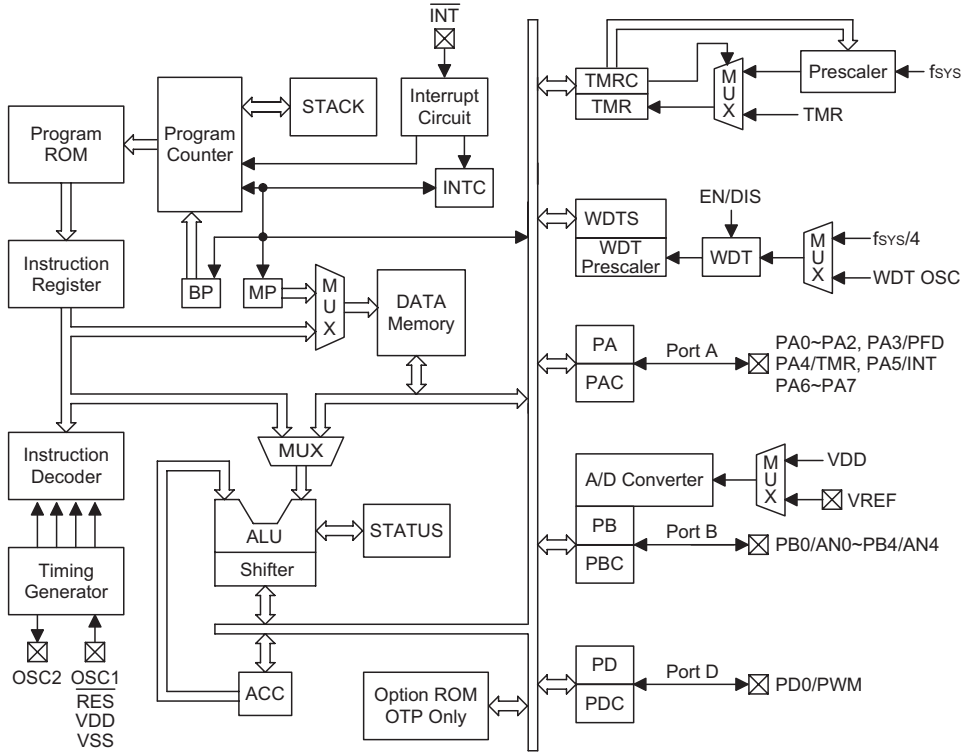 INT
STACK
Interrupt
Circuit
Program
ROM
Program
Counter
INTC
Instruction
Register
BP
MP
M
U
X
DATA
Memory
MUX
Instruction
Decoder
ALU
Shifter
STATUS
Timing
Generator
OSC2
OSC1
RES
VDD
VSS
ACC
Option ROM
OTP Only
TMRC
TMR
M
U
X
Prescaler
fSYS
TMR
WDTS
WDT
Prescaler
EN/DIS
WDT
M
U
X
fSYS/4
WDT OSC
PA
PAC
Port A
PA0~PA2, PA3/PFD
PA4/TMR, PA5/INT
PA6~PA7
A/D Converter
M
U
X
VDD
VREF
PB
PBC
Port B
PB0/AN0~PB4/AN4
PD
PDC
Port D
PD0/PWM